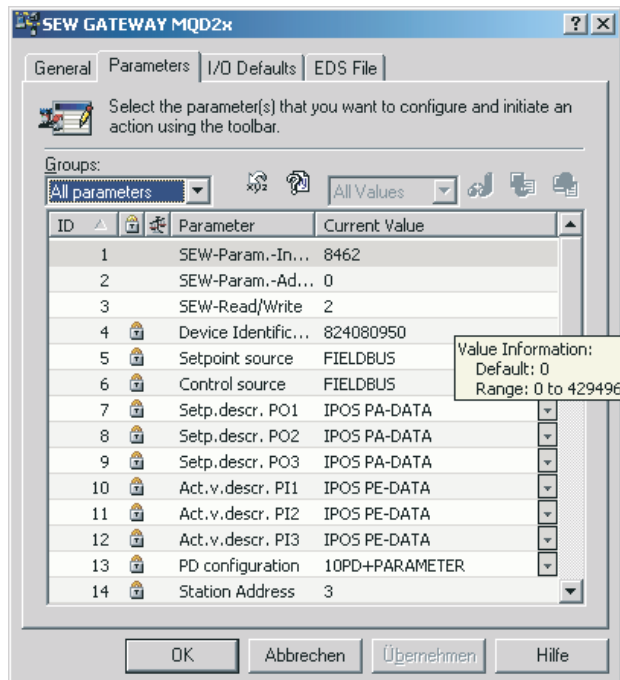 SEW GATEWAY MQD2x
General Parameters I/O Defaults EDS File
Select the parameter(s) that you want to configure and initiate an
action using the toolbar.
Groups:
All parameters All Values
ID Parameter Current Value
1 SEW-Param.-In... 8462
2 SEW-Param.-Ad... 0
3 SEW-Read/Write 2
4 Device Identific... 824080950
5 Setpoint source FIELDBUS
6 Control source FIELDBUS
Value Information:
Default: 0
Range: 0 to 429496
7 Setp.descr. PO1 IPOS PA-DATA
8 Setp.descr. PO2 IPOS PA-DATA
9 Setp.descr. PO3 IPOS PA-DATA
10 Act.v.descr. PI1 IPOS PE-DATA
11 Act.v.descr. PI2 IPOS PE-DATA
12 Act.v.descr. PI3 IPOS PE-DATA
13 PD configuration 10PD+PARAMETER
14 Station Address 3
OK Abbrechen Übernehmen Hilfe